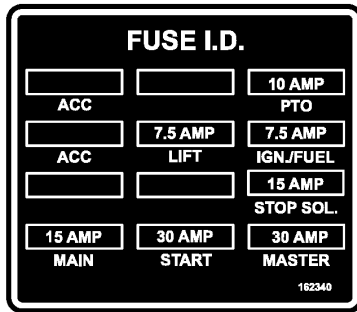 FUSE I.D.
10 AMP
ACC PTO
7.5 AMP 7.5 AMP
ACC LIFT IGN./FUEL
15 AMP
STOP SOL.
15 AMP 30 AMP 30 AMP
MAIN START MASTER
162340